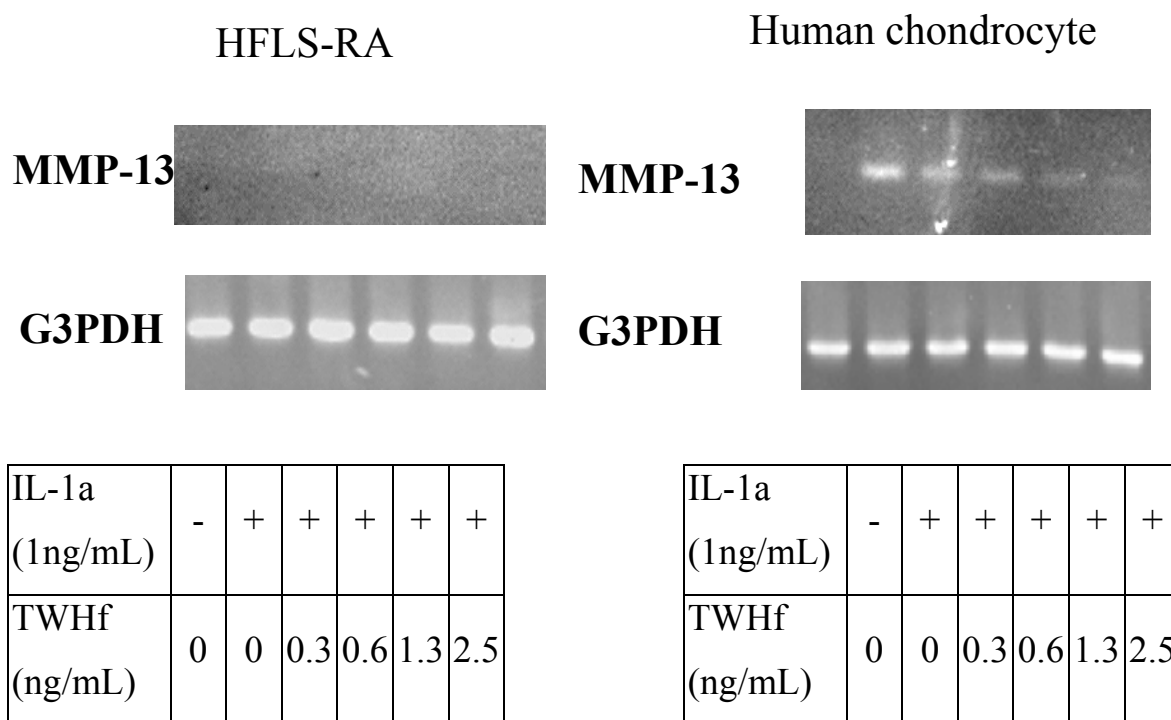 HFLS-RA
MMP-13
G3PDH
IL-1a
(1ng/mL)
- + + + + +
TWHf
(ng/mL)
0 0 0.3 0.6 1.3 2.5
Human chondrocyte
MMP-13
G3PDH
IL-1a
(1ng/mL)
- + + + + +
TWHf
(ng/mL)
0 0 0.3 0.6 1.3 2.5